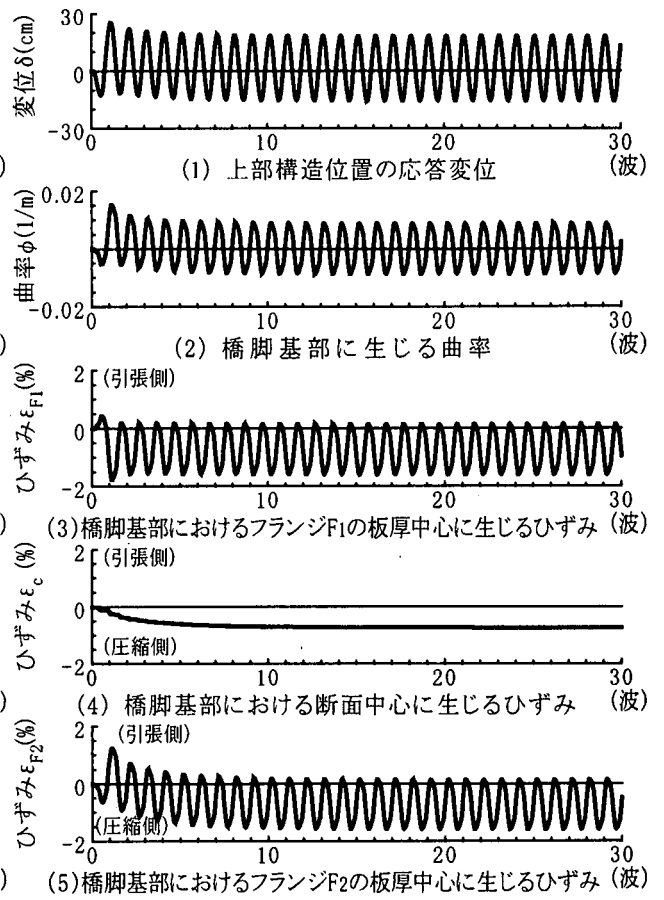 変位δ(cm)
30
0
-30
0 10 20 30
(1) 上部構造位置の応答変位 (波)
曲率φ(1/m)
0.02
0
-0.02
0 10 20 30
(2) 橋脚基部に生じる曲率 (波)
ひずみεF1(%)
2
(引張側)
0
-2
0 10 20 30
(3)橋脚基部におけるフランジF1の板厚中心に生じるひずみ (波)
ひずみεc (%)
2
(引張側)
0
(圧縮側)
-2
0 10 20 30
(4) 橋脚基部における断面中心に生じるひずみ (波)
ひずみεF2(%)
2
(引張側)
0
(圧縮側)
-2
0 10 20 30
(5)橋脚基部におけるフランジF2の板厚中心に生じるひずみ (波)